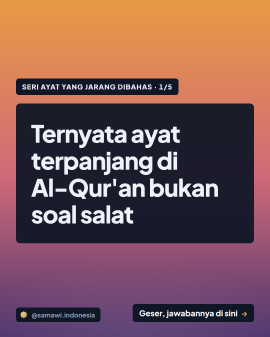 SERI AYAT YANG JARANG DIBAHAS · 1/5
Ternyata ayat
terpanjang di
Al-Qur'an bukan
soal salat
@samawi.indonesia
Geser, jawabannya di sini →